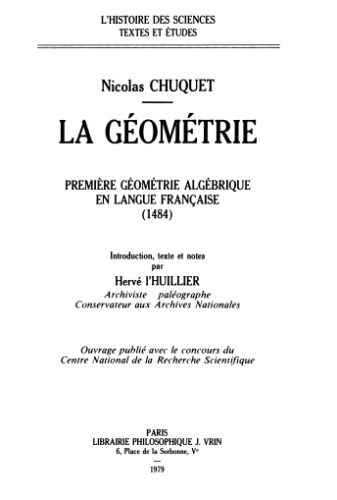 L'HISTOIRE DES SCIENCES
TEXTES ET ÉTUDES
Nicolas CHUQUET
LA GÉOMÉTRIE
PREMIÈRE GÉOMÉTRIE ALGÉBRIQUE
EN LANGUE FRANÇAISE
(1484)
Introduction, texte et notes
par
Hervé l'HUILLIER
Archiviste paléographe
Conservateur aux Archives Nationales
Ouvrage publié avec le concours du
Centre National de la Recherche Scientifique
PARIS
LIBRAIRIE PHILOSOPHIQUE J. VRIN
6, Place de la Sorbonne, Vᵉ
—
1979